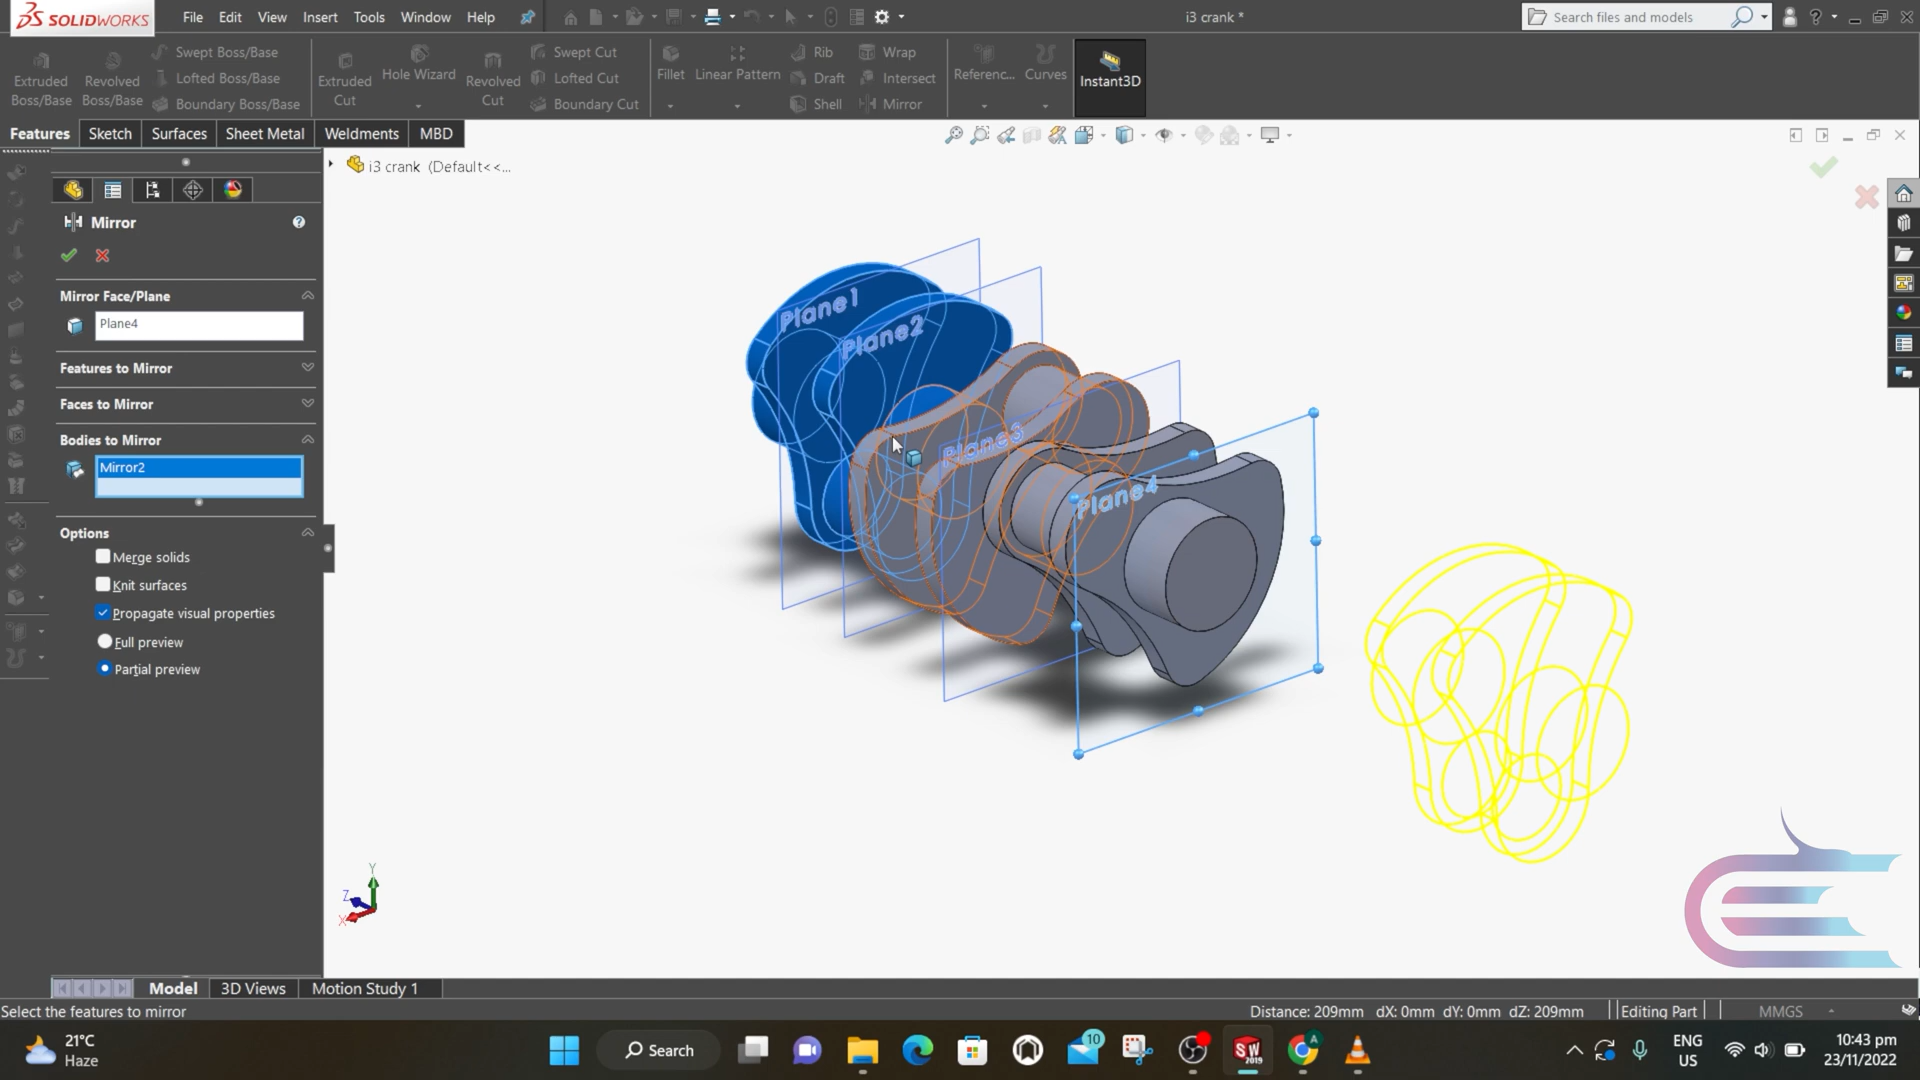 SOLIDWORKS File Edit View Insert Tools Window Help i3 crank * Search files and models
Extruded Boss/Base
Revolved Boss/Base
Swept Boss/Base
Lofted Boss/Base
Boundary Boss/Base
Extruded Cut
Hole Wizard
Revolved Cut
Swept Cut
Lofted Cut
Boundary Cut
Fillet
Linear Pattern
Rib
Draft
Shell
Wrap
Intersect
Mirror
Referenc...
Curves
Instant3D
Features Sketch Surfaces Sheet Metal Weldments MBD
i3 crank (Default<<...
Mirror
Mirror Face/Plane
Plane4
Features to Mirror
Faces to Mirror
Bodies to Mirror
Mirror2
Options
Merge solids
Knit surfaces
Propagate visual properties
Full preview
Partial preview
Plane1
Plane2
Plane3
Plane4
Y
Z
X
Model 3D Views Motion Study 1
Select the features to mirror Distance: 209mm dX: 0mm dY: 0mm dZ: 209mm Editing Part MMGS
21°C
Haze
Search
10
SW
2019
A
ENG
US
10:43 pm
23/11/2022